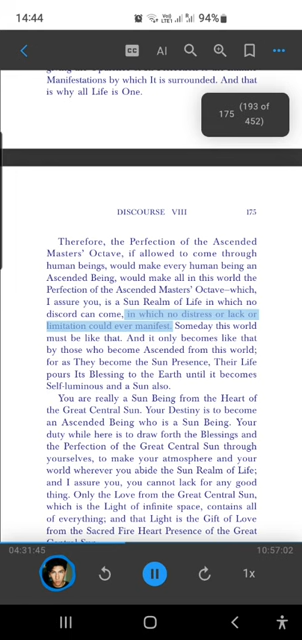 14:44
94%
CC
AI
going on up
Manifestations by which It is surrounded. And that
is why all Life is One.
175 (193 of
452)
DISCOURSE VIII 175
Therefore, the Perfection of the Ascended
Masters' Octave, if allowed to come through
human beings, would make every human being an
Ascended Being, would make all in this world the
Perfection of the Ascended Masters' Octave—which,
I assure you, is a Sun Realm of Life in which no
discord can come, in which no distress or lack or
limitation could ever manifest. Someday this world
must be like that. And it only becomes like that
by those who become Ascended from this world;
for as They become the Sun Presence, Their Life
pours Its Blessing to the Earth until it becomes
Self-luminous and a Sun also.
You are really a Sun Being from the Heart of
the Great Central Sun. Your Destiny is to become
an Ascended Being who is a Sun Being. Your
duty while here is to draw forth the Blessings and
the Perfection of the Great Central Sun through
yourselves, to make your atmosphere and your
world wherever you abide the Sun Realm of Life;
and I assure you, you cannot lack for any good
thing. Only the Love from the Great Central Sun,
which is the Light of infinite space, contains all
of everything; and that Light is the Gift of Love
from the Sacred Fire Heart Presence of the Great
Central Sun
04:31:45 10:57:02
1x